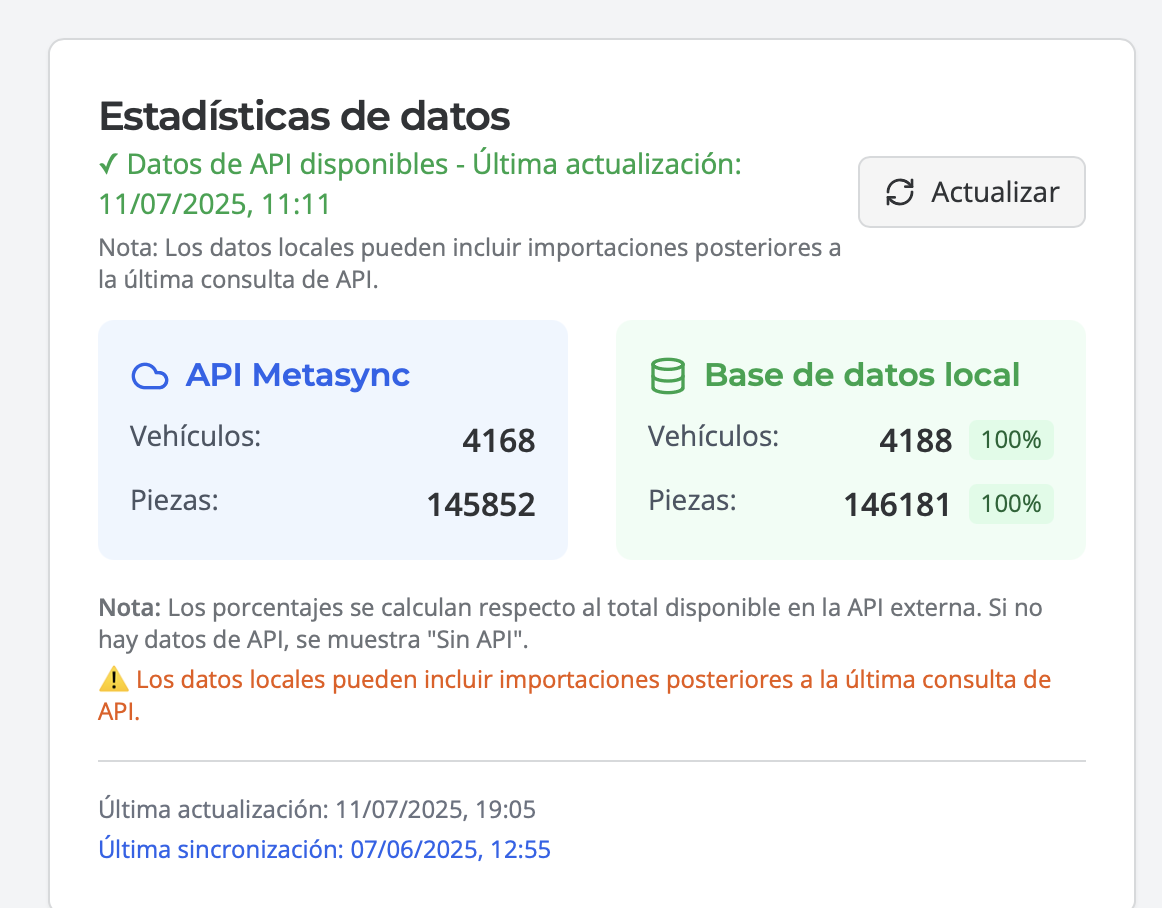 Estadísticas de datos
✓ Datos de API disponibles - Última actualización:
11/07/2025, 11:11
Actualizar
Nota: Los datos locales pueden incluir importaciones posteriores a
la última consulta de API.
API Metasync
Vehículos: 4168
Piezas: 145852
Base de datos local
Vehículos: 4188 100%
Piezas: 146181 100%
Nota: Los porcentajes se calculan respecto al total disponible en la API externa. Si no
hay datos de API, se muestra "Sin API".
⚠️ Los datos locales pueden incluir importaciones posteriores a la última consulta de
API.
Última actualización: 11/07/2025, 19:05
Última sincronización: 07/06/2025, 12:55